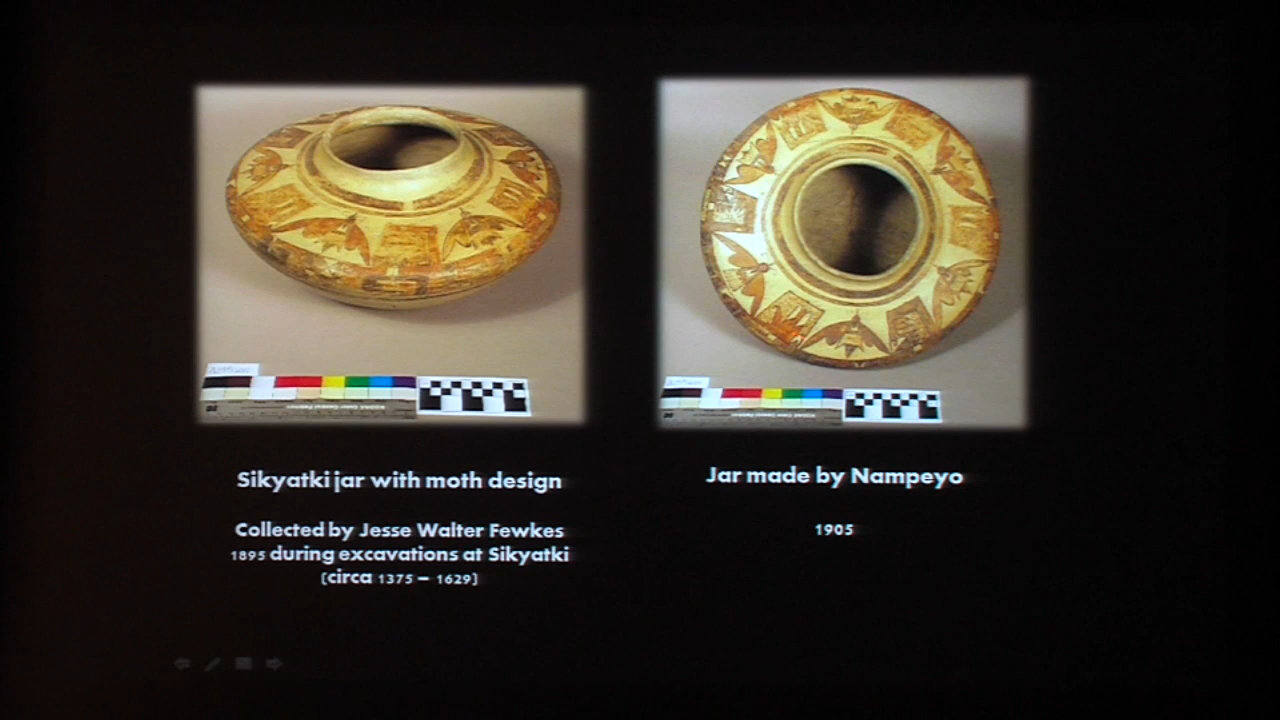 Sikyatki jar with moth design
Collected by Jesse Walter Fewkes
1895 during excavations at Sikyatki
(circa 1375 – 1629)
Jar made by Nampeyo
1905